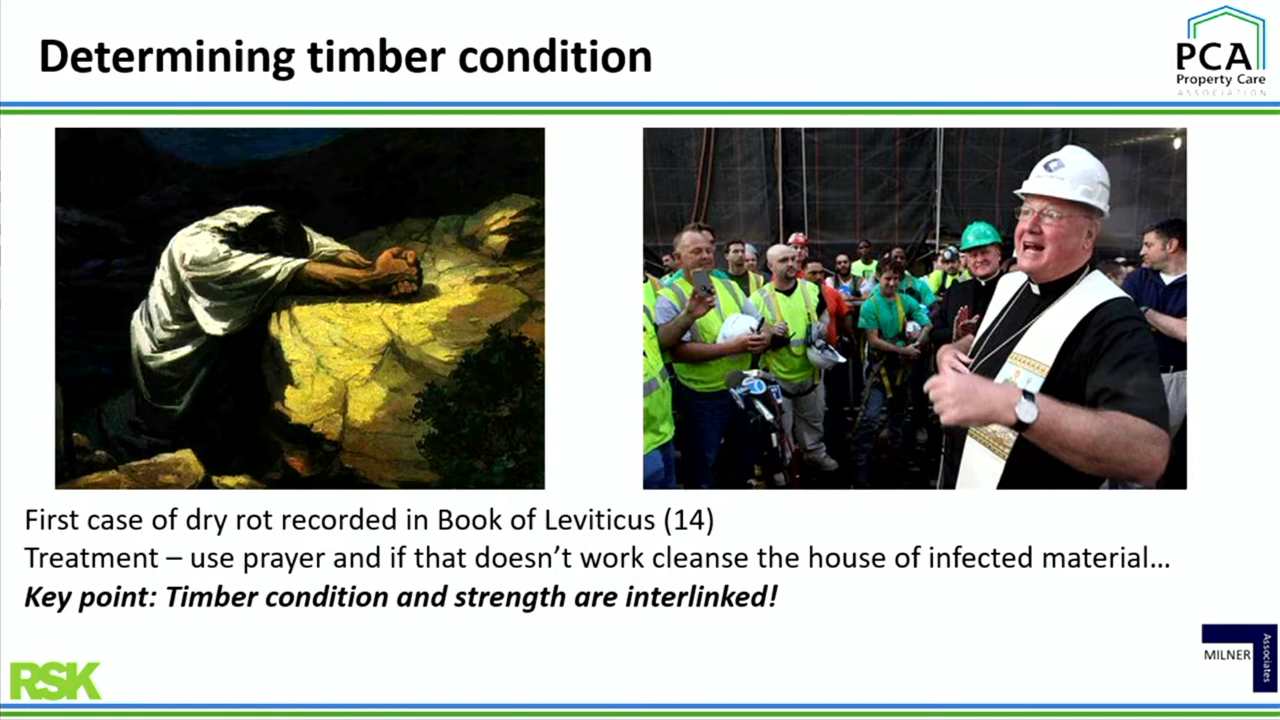 Determining timber condition
PCA
Property Care
ASSOCIATION
First case of dry rot recorded in Book of Leviticus (14)
Treatment – use prayer and if that doesn't work cleanse the house of infected material…
Key point: Timber condition and strength are interlinked!
RSK
MILNER
Associates